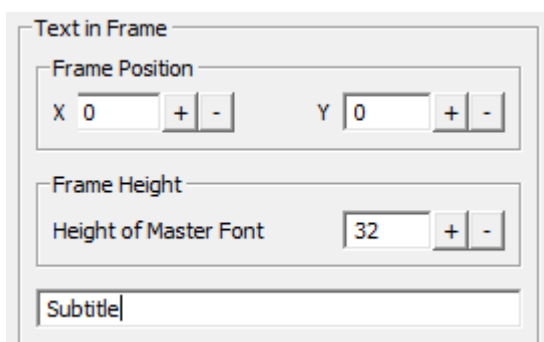 Text in Frame
Frame Position
X 0 + - Y 0 + -
Frame Height
Height of Master Font 32 + -
Subtitle